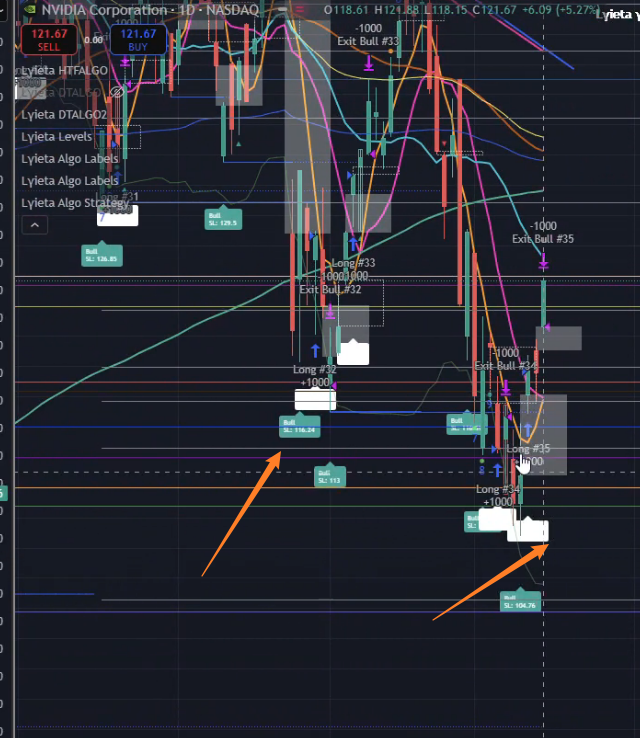 NVIDIA Corporation · 1D · NASDAQ
O118.61 H121.88 L118.15 C121.67 +6.09 (+5.27%)
121.67
SELL
0.00
121.67
BUY
Lyieta HTFALGO
Lyieta DTALGO
Lyieta DTALGO2
Lyieta Levels
Lyieta Algo Labels
Lyieta Algo Labels
Lyieta Algo Strategy
-1000
Exit Bull #33
Bull
SL: 129.5
Bull
SL: 126.85
-1000
Exit Bull #35
Long #33
+1000
-1000
Exit Bull #32
Long #32
+1000
-1000
Exit Bull #34
Bull
SL: 116.24
Bull
Long #35
Bull
SL: 113
Long #34
+1000
Bull
SL: 104.76